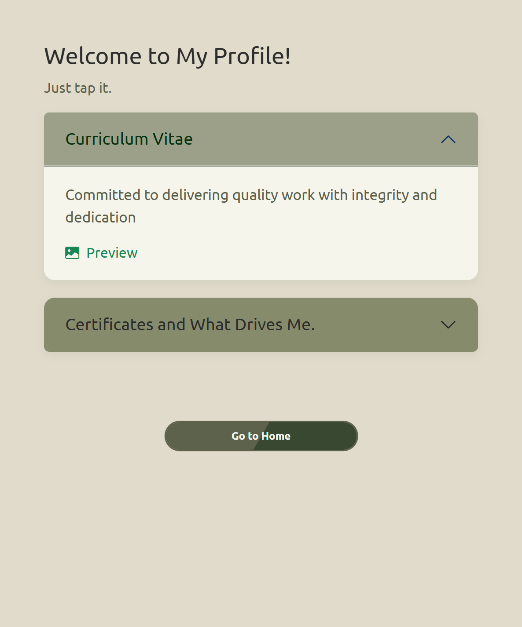 Welcome to My Profile!
Just tap it.
Curriculum Vitae
Committed to delivering quality work with integrity and
dedication
Preview
Certificates and What Drives Me.
Go to Home